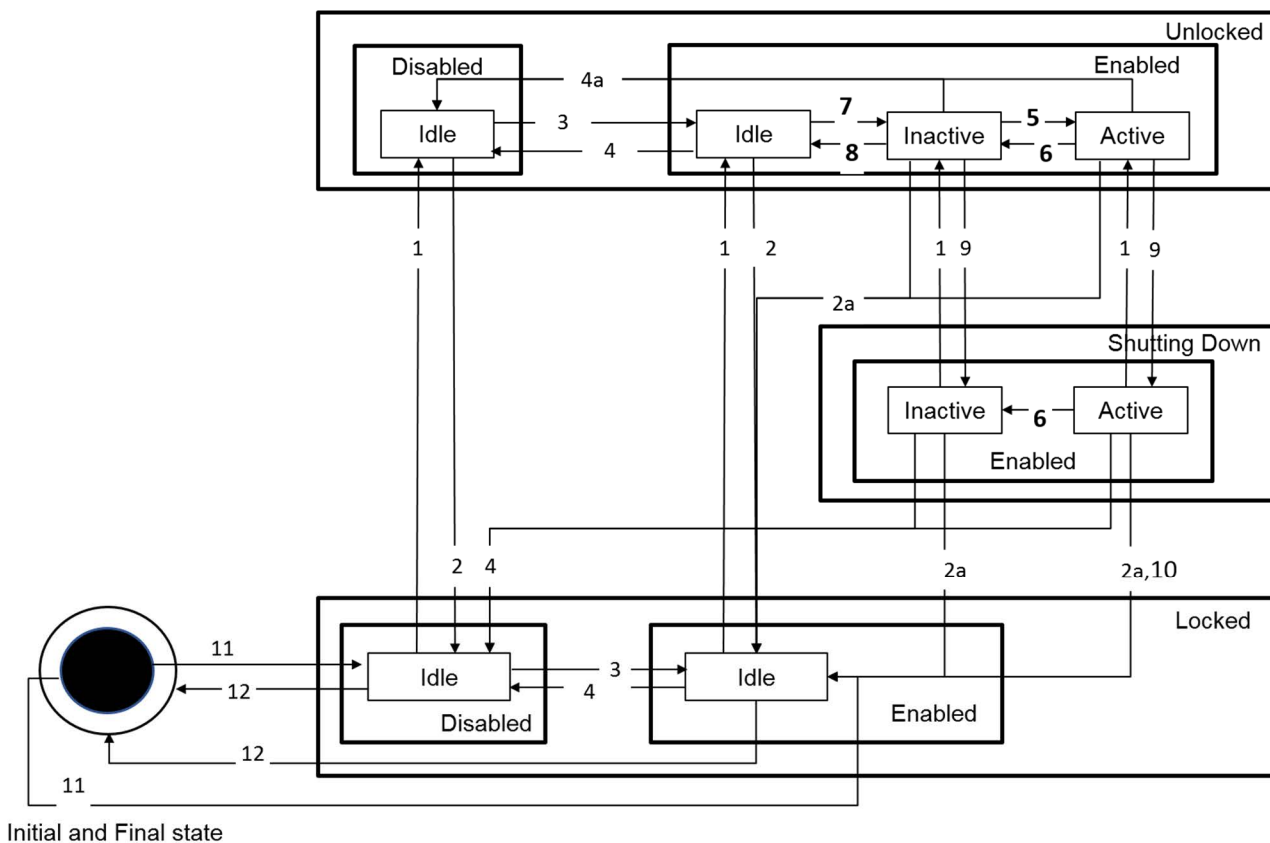 Unlocked
Disabled
4a
Enabled
Idle
3
4
Idle
7
8
Inactive
5
6
Active
1
1
2
1
9
1
9
2a
Shutting Down
Inactive
6
Active
Enabled
2
4
2a
2a,10
Locked
11
12
Idle
3
4
Idle
Disabled
Enabled
12
11
Initial and Final state